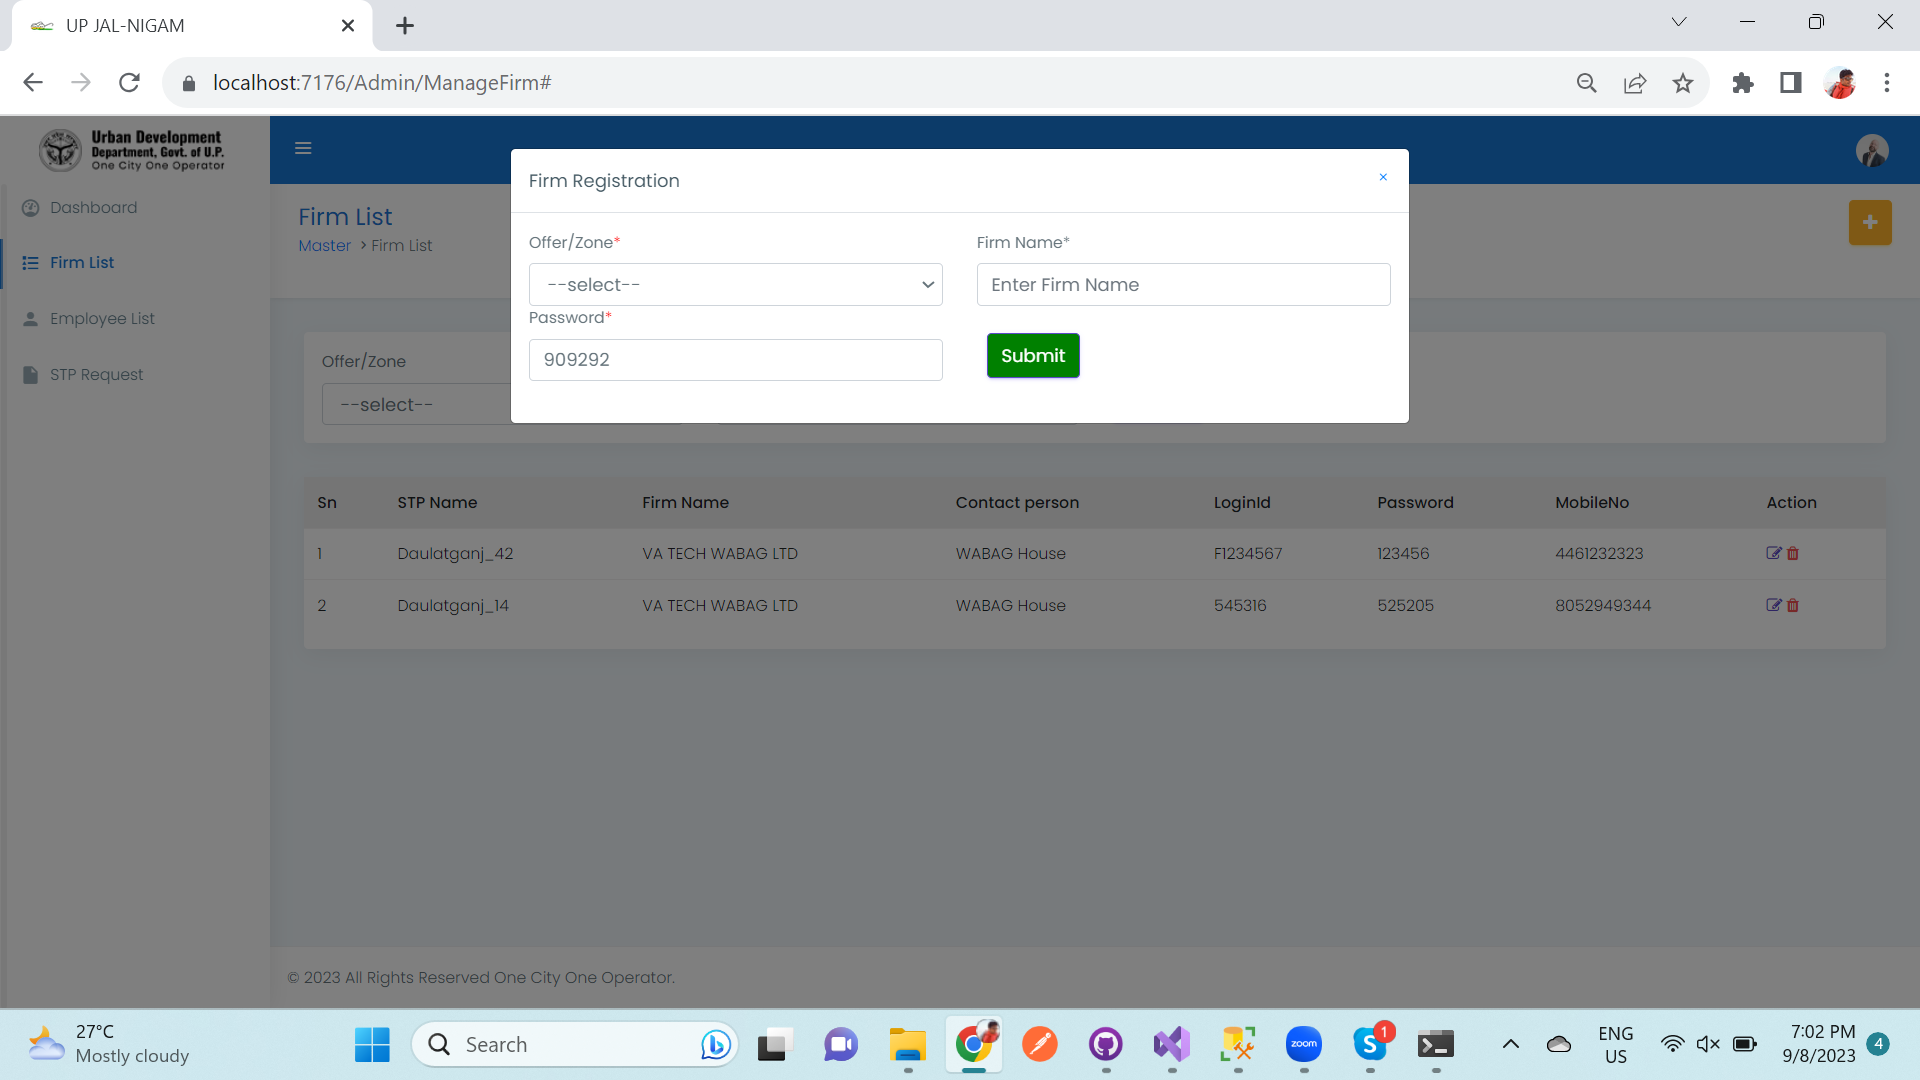 UP JAL-NIGAM
localhost:7176/Admin/ManageFirm#
Urban Development
Department, Govt. of U.P.
One City One Operator
Dashboard
Firm List
Employee List
STP Request
Firm List
Master > Firm List
Firm Registration
×
Offer/Zone*
Firm Name*
--select--
Enter Firm Name
Password*
909292
Submit
Offer/Zone
--select--
Sn STP Name Firm Name Contact person LoginId Password MobileNo Action
1 Daulatganj_42 VA TECH WABAG LTD WABAG House F1234567 123456 4461232323
2 Daulatganj_14 VA TECH WABAG LTD WABAG House 545316 525205 8052949344
© 2023 All Rights Reserved One City One Operator.
27°C
Mostly cloudy
Search
zoom
1
ENG
US
7:02 PM
9/8/2023
4